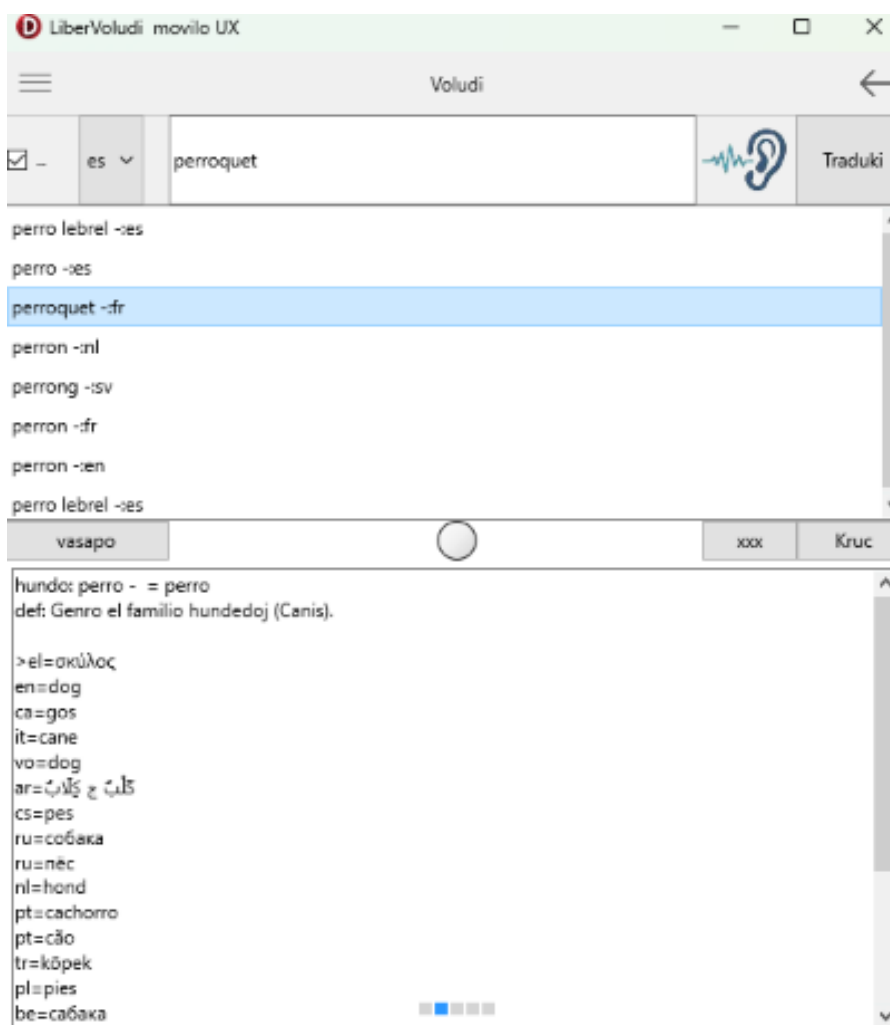 LiberVoludi movilo UX
Voludi
– es perroquet Traduki
perro lebrel -:es
perro -:es
perroquet -:fr
perron -:nl
perrong -:sv
perron -:fr
perron -:en
perro lebrel -:es
vasapo xxx Kruc
hundo: perro - = perro
def: Genro el familio hundedoj (Canis).
>el=σκύλος
en=dog
ca=gos
it=cane
vo=dog
ar=كَلْبٌ ج كِلَابٌ
cs=pes
ru=собака
ru=пёс
nl=hond
pt=cachorro
pt=cão
tr=köpek
pl=pies
be=сабака